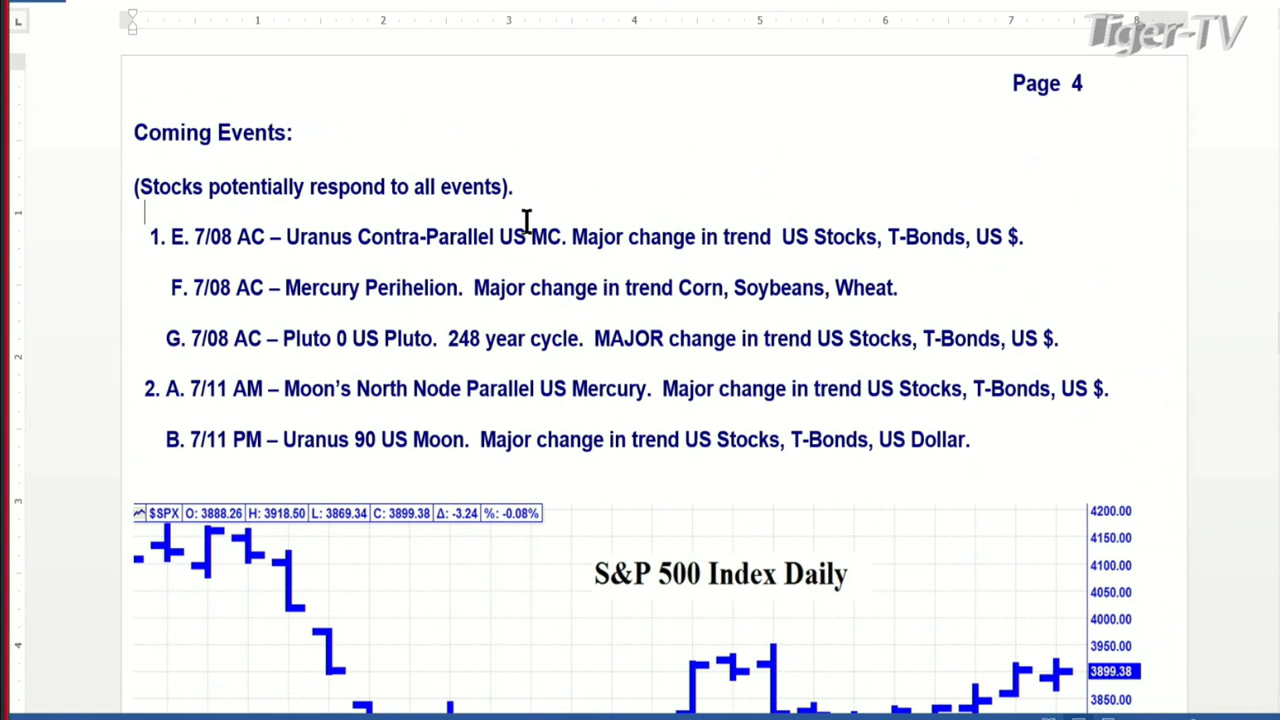 1 2 3 4 5 6 7 8
Tiger-TV
L
Page 4
Coming Events:
(Stocks potentially respond to all events).
1. E. 7/08 AC – Uranus Contra-Parallel US MC. Major change in trend US Stocks, T-Bonds, US $.
F. 7/08 AC – Mercury Perihelion. Major change in trend Corn, Soybeans, Wheat.
G. 7/08 AC – Pluto 0 US Pluto. 248 year cycle. MAJOR change in trend US Stocks, T-Bonds, US $.
2. A. 7/11 AM – Moon’s North Node Parallel US Mercury. Major change in trend US Stocks, T-Bonds, US $.
B. 7/11 PM – Uranus 90 US Moon. Major change in trend US Stocks, T-Bonds, US Dollar.
$SPX O: 3888.26 H: 3918.50 L: 3869.34 C: 3899.38 Δ: -3.24 %: -0.08%
S&P 500 Index Daily
4200.00
4150.00
4100.00
4050.00
4000.00
3950.00
3899.38
3850.00
1
2
3
4